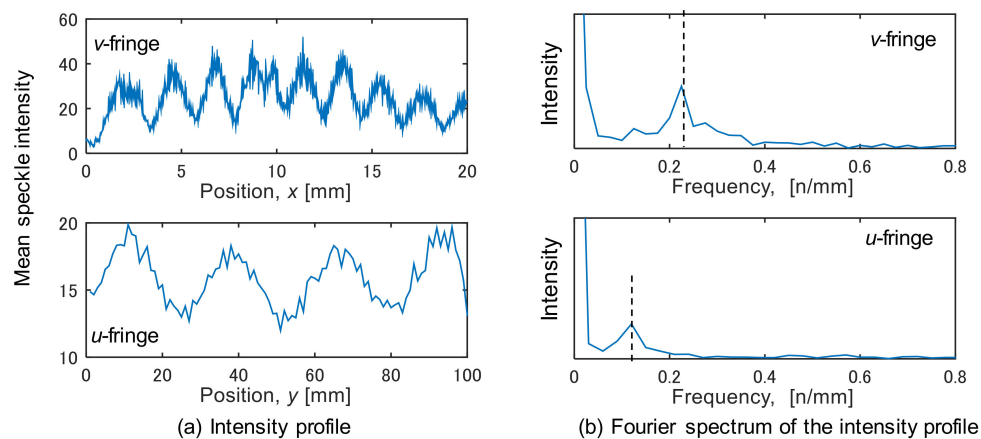 Mean speckle intensity
60
40
20
0
v-fringe
0 5 10 15 20
Position, x [mm]
20
15
10
u-fringe
0 20 40 60 80 100
Position, y [mm]
(a) Intensity profile
Intensity
v-fringe
0 0.2 0.4 0.6 0.8
Frequency, [n/mm]
Intensity
u-fringe
0 0.2 0.4 0.6 0.8
Frequency, [n/mm]
(b) Fourier spectrum of the intensity profile